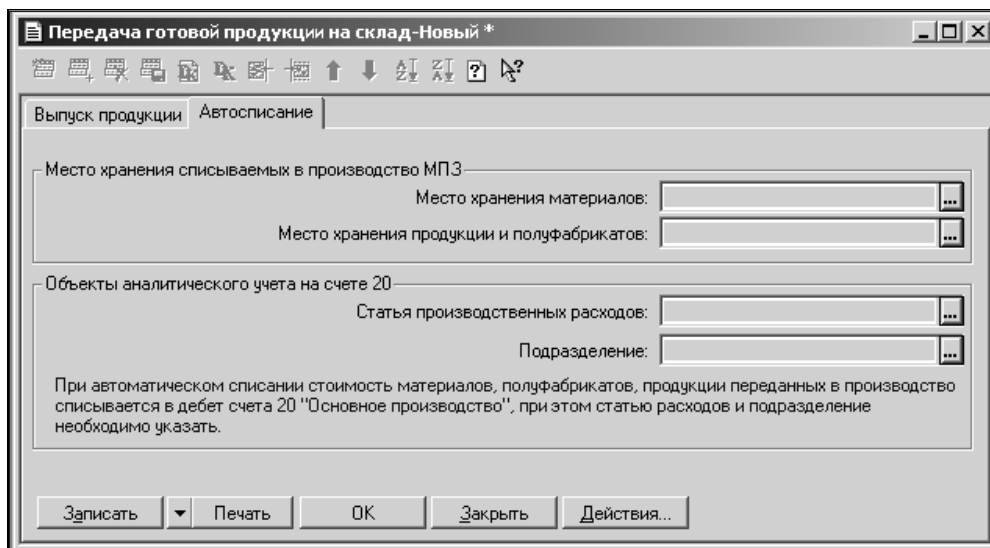 Передача готовой продукции на склад-Новый *
Выпуск продукции Автосписание
Место хранения списываемых в производство МПЗ
Место хранения материалов: ...
Место хранения продукции и полуфабрикатов: ...
Объекты аналитического учета на счете 20
Статья производственных расходов: ...
Подразделение: ...
При автоматическом списании стоимость материалов, полуфабрикатов, продукции переданных в производство
списывается в дебет счета 20 "Основное производство", при этом статью расходов и подразделение
необходимо указать.
Записать Печать OK Закрыть Действия...